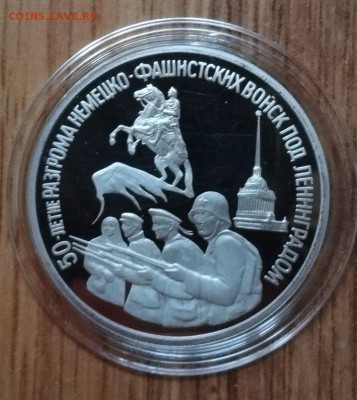 COINS.LAVE.RU
50-ЛЕТИЕ РАЗГРОМА НЕМЕЦКО-ФАШИСТСКИХ ВОЙСК ПОД ЛЕНИНГРАДОМ